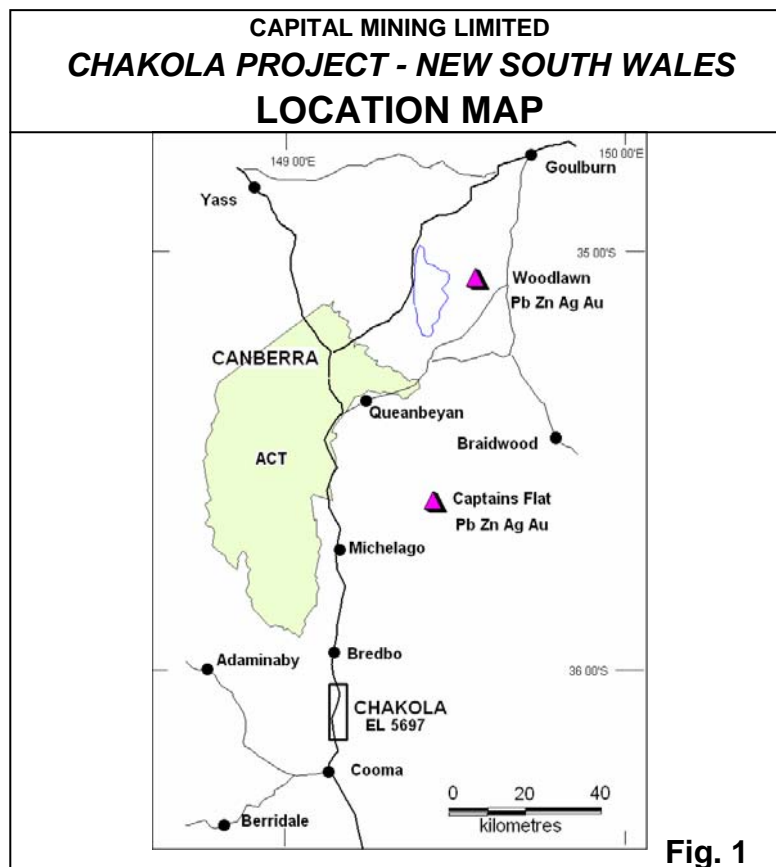 CAPITAL MINING LIMITED
CHAKOLA PROJECT - NEW SOUTH WALES
LOCATION MAP
149 00'E
150 00'E
Goulburn
Yass
35 00'S
Woodlawn
Pb Zn Ag Au
CANBERRA
Queanbeyan
Braidwood
ACT
Captains Flat
Pb Zn Ag Au
Michelago
Bredbo
Adaminaby
36 00'S
CHAKOLA
EL 5697
Cooma
0 20 40
kilometres
Berridale
Fig. 1